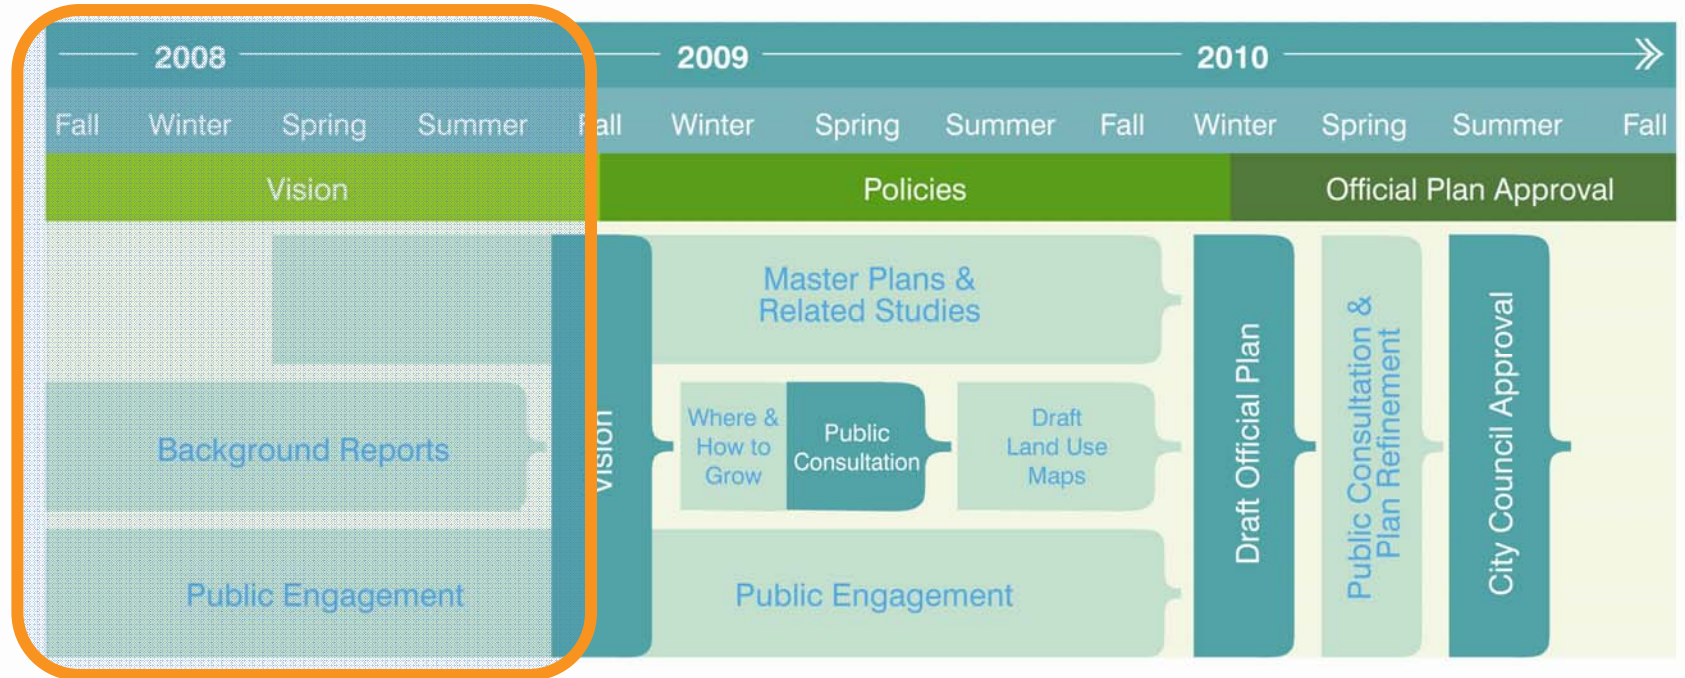 2008 2009 2010
Fall Winter Spring Summer Fall Winter Spring Summer Fall Winter Spring Summer Fall
Vision Policies Official Plan Approval
Master Plans &
Related Studies
Background Reports
Vision
Where &
How to
Grow
Public
Consultation
Draft
Land Use
Maps
Public Engagement
Public Engagement
Draft Official Plan
Public Consultation &
Plan Refinement
City Council Approval